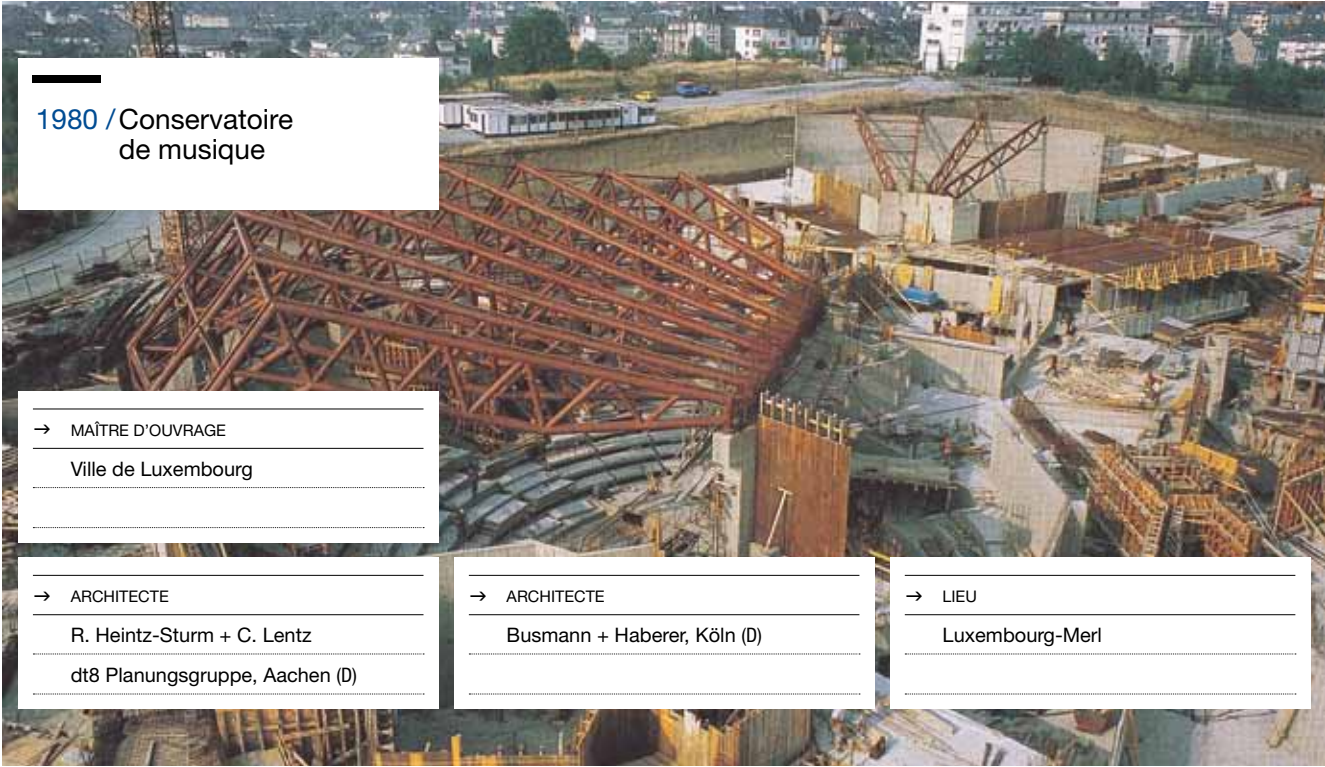 1980 / Conservatoire
de musique
→ MAÎTRE D'OUVRAGE
Ville de Luxembourg
→ ARCHITECTE
R. Heintz-Sturm + C. Lentz
dt8 Planungsgruppe, Aachen (D)
→ ARCHITECTE
Busmann + Haberer, Köln (D)
→ LIEU
Luxembourg-Merl